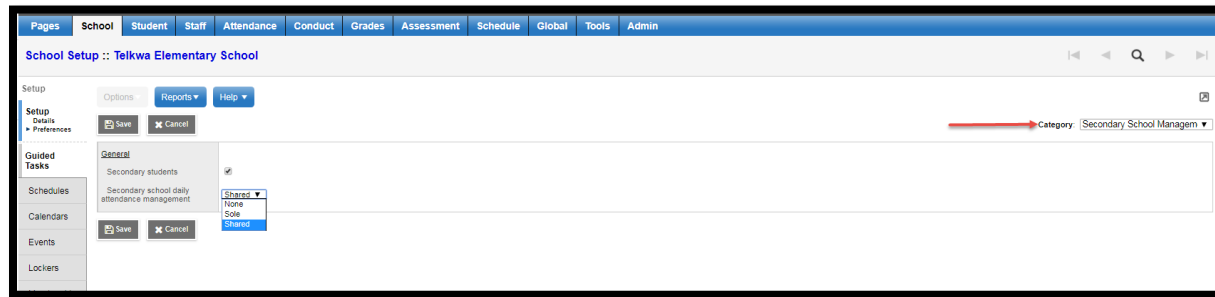 Pages School Student Staff Attendance Conduct Grades Assessment Schedule Global Tools Admin
School Setup :: Telkwa Elementary School
Setup
Options Reports ▼ Help ▼
Setup
Details
► Preferences
Save Cancel
Category: Secondary School Managem ▼
Guided
Tasks
General
Secondary students
Schedules
Secondary school daily
attendance management
Shared ▼
None
Sole
Shared
Calendars
Save Cancel
Events
Lockers